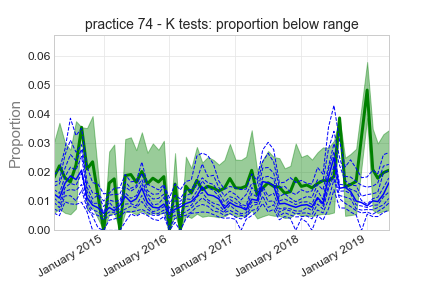 practice 74 - K tests: proportion below range
0.06
0.05
0.04
0.03
0.02
0.01
0.00
Proportion
January 2015
January 2016
January 2017
January 2018
January 2019